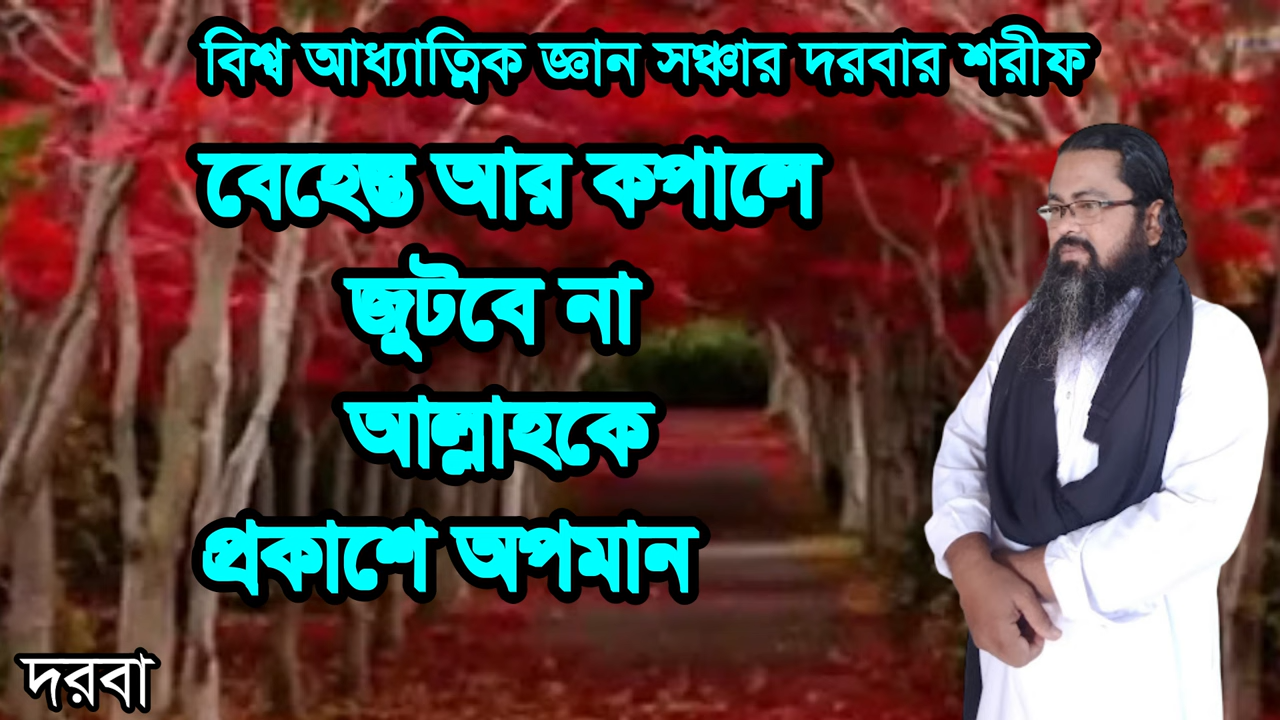 বিশ্ব আধ্যাত্নিক জ্ঞান সঞ্চার দরবার শরীফ
বেহেস্ত আর কপালে
জুটবে না
আল্লাহকে
প্রকাশে অপমান
দরবা